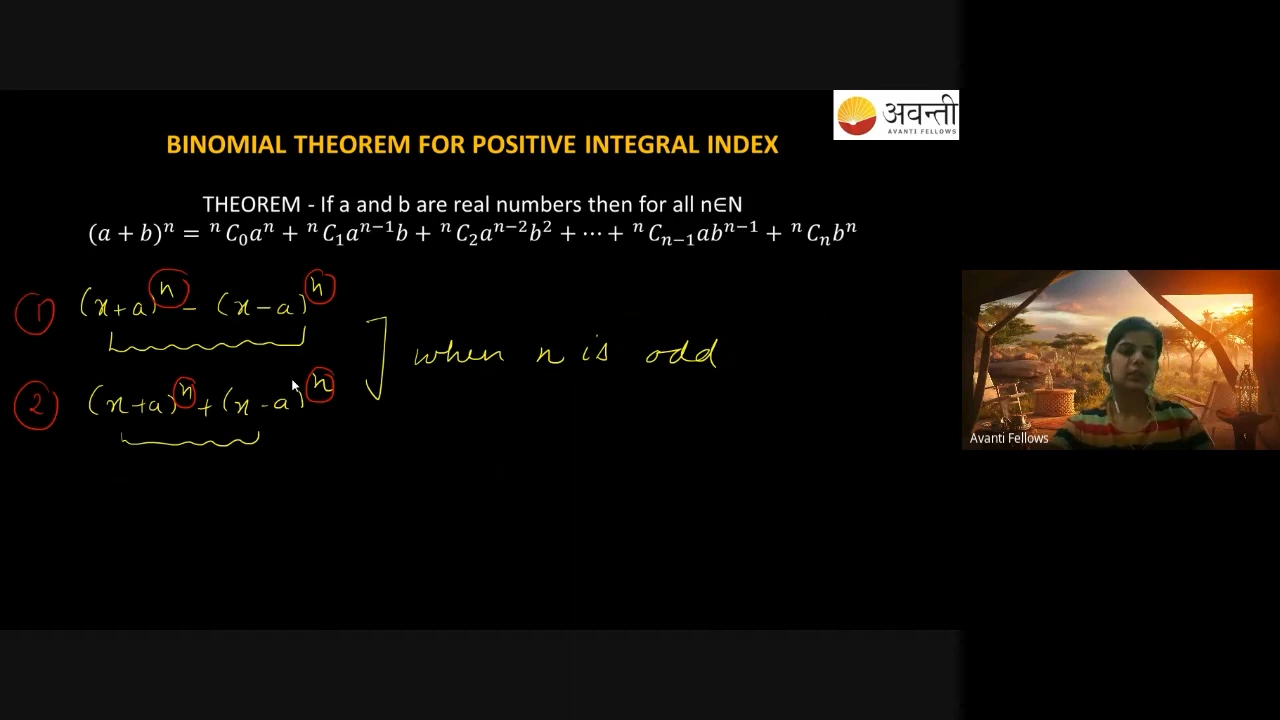 अवन्ती
AVANTI FELLOWS
BINOMIAL THEOREM FOR POSITIVE INTEGRAL INDEX
THEOREM - If a and b are real numbers then for all n∈N
(a + b)ⁿ = ⁿC₀aⁿ + ⁿC₁aⁿ⁻¹b + ⁿC₂aⁿ⁻²b² + ⋯ + ⁿCₙ₋₁abⁿ⁻¹ + ⁿCₙbⁿ
① (x+a)ⁿ - (x-a)ⁿ
when n is odd
② (x+a)ⁿ + (x-a)ⁿ
Avanti Fellows